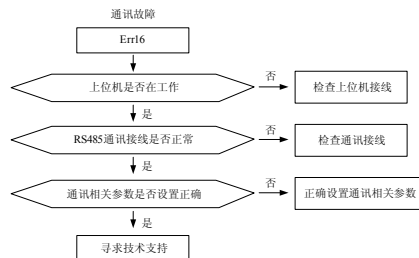 通讯故障
Err16
上位机是否在工作
否
检查上位机接线
是
RS485通讯接线是否正常
否
检查通讯接线
是
通讯相关参数是否设置正确
否
正确设置通讯相关参数
是
寻求技术支持